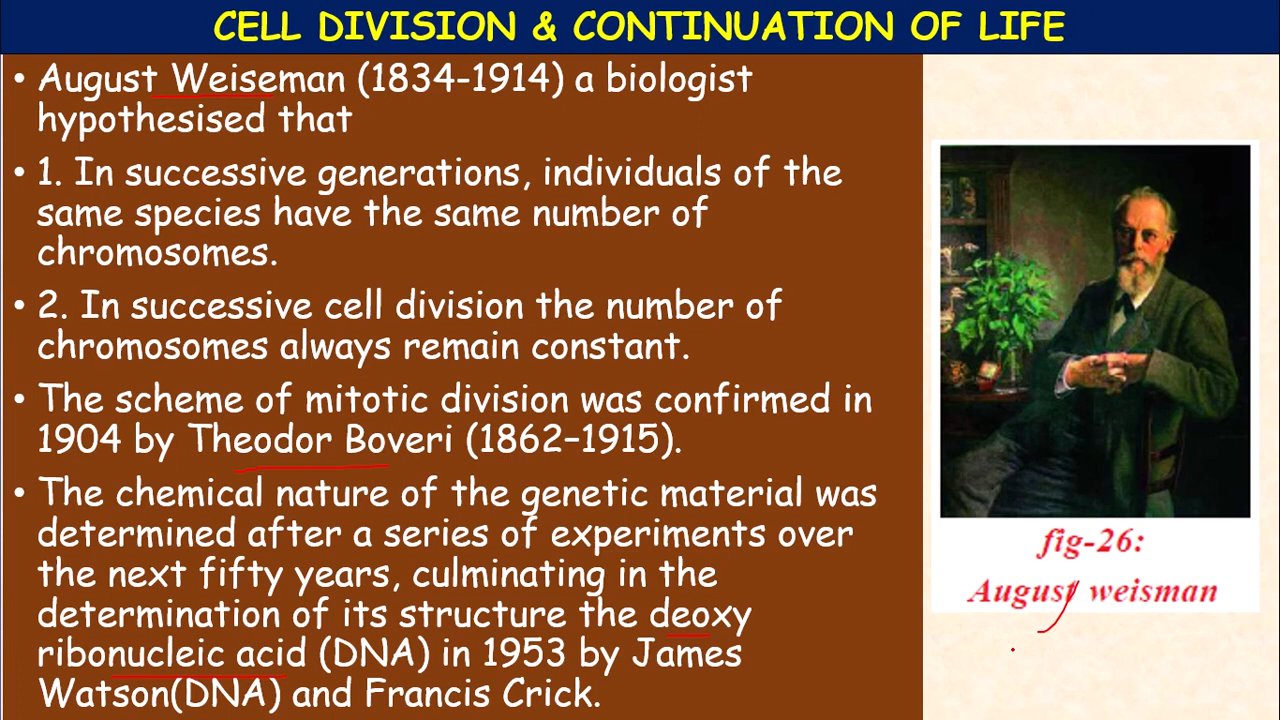 CELL DIVISION & CONTINUATION OF LIFE
• August Weiseman (1834-1914) a biologist
hypothesised that
• 1. In successive generations, individuals of the
same species have the same number of
chromosomes.
• 2. In successive cell division the number of
chromosomes always remain constant.
• The scheme of mitotic division was confirmed in
1904 by Theodor Boveri (1862–1915).
• The chemical nature of the genetic material was
determined after a series of experiments over
the next fifty years, culminating in the
determination of its structure the deoxy
ribonucleic acid (DNA) in 1953 by James
Watson(DNA) and Francis Crick.
fig-26:
August weisman